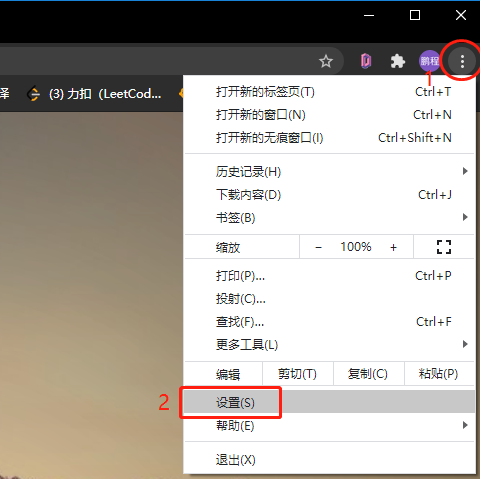 鹏程
1
译
(3) 力扣（LeetCod...
打开新的标签页(T) Ctrl+T
打开新的窗口(N) Ctrl+N
打开新的无痕窗口(I) Ctrl+Shift+N
历史记录(H)
下载内容(D) Ctrl+J
书签(B)
缩放 − 100% +
打印(P)... Ctrl+P
投射(C)...
查找(F)... Ctrl+F
更多工具(L)
编辑 剪切(T) 复制(C) 粘贴(P)
2 设置(S)
帮助(E)
退出(X)